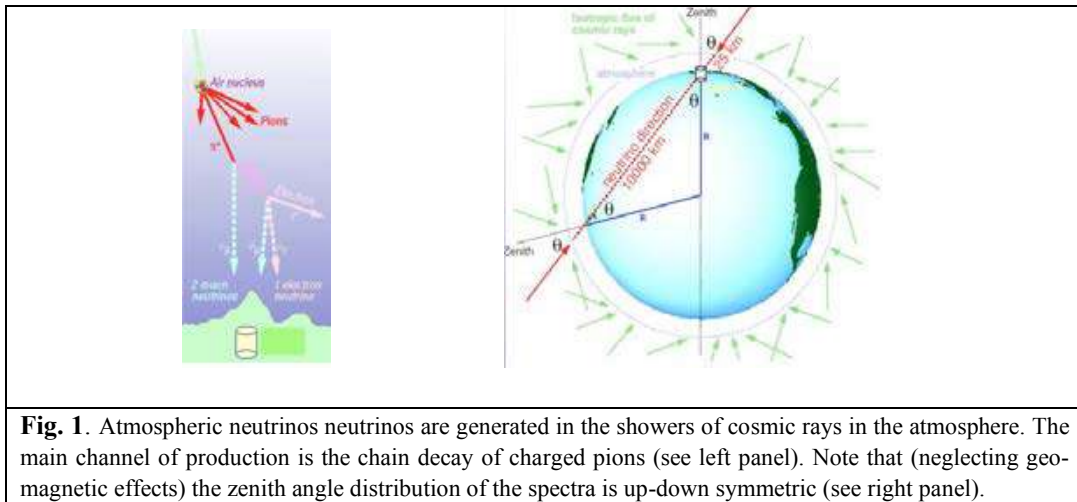 Air nucleus
Pions
π⁺
Electron
2 muon
neutrinos
1 electron
neutrino
Isotropic flux of
cosmic rays
Zenith
θ
25 km
atmosphere
θ
neutrino direction
10000 km
R
θ
R
Zenith
θ
Fig. 1. Atmospheric neutrinos neutrinos are generated in the showers of cosmic rays in the atmosphere. The
main channel of production is the chain decay of charged pions (see left panel). Note that (neglecting geo-
magnetic effects) the zenith angle distribution of the spectra is up-down symmetric (see right panel).